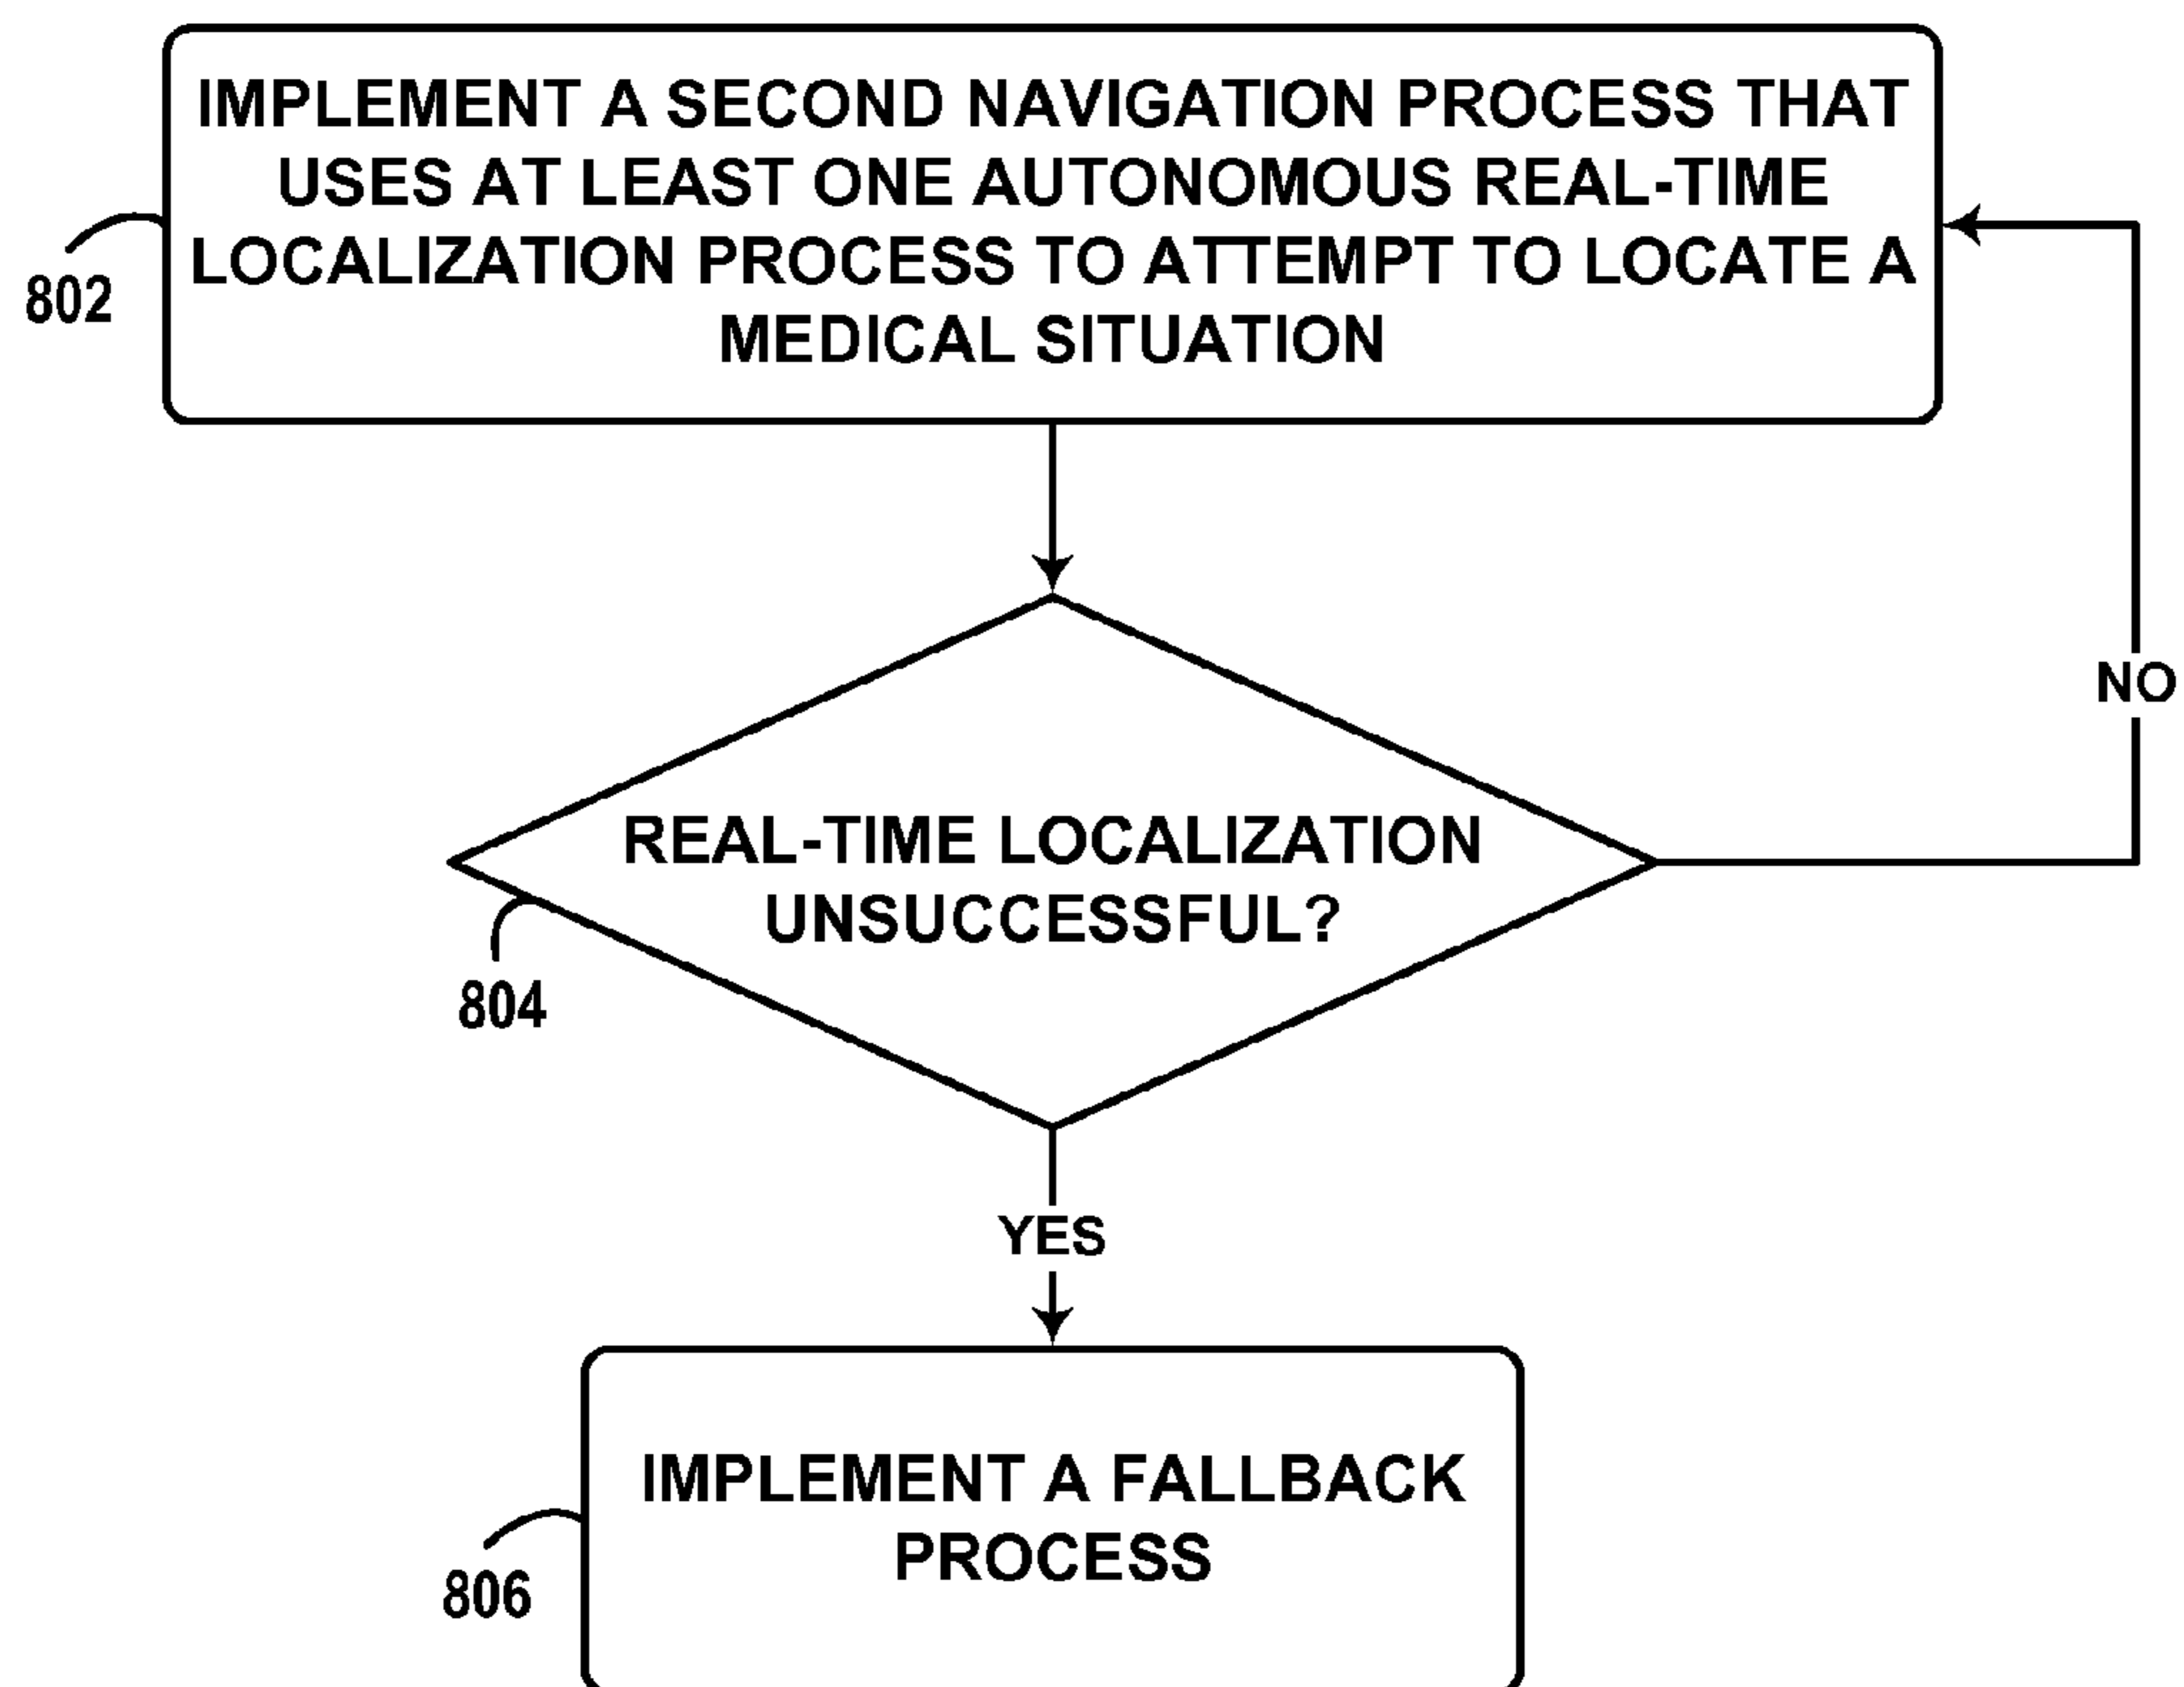 IMPLEMENT A SECOND NAVIGATION PROCESS THAT
USES AT LEAST ONE AUTONOMOUS REAL-TIME
LOCALIZATION PROCESS TO ATTEMPT TO LOCATE A
MEDICAL SITUATION
802
NO
REAL-TIME LOCALIZATION
UNSUCCESSFUL?
804
YES
IMPLEMENT A FALLBACK
PROCESS
806